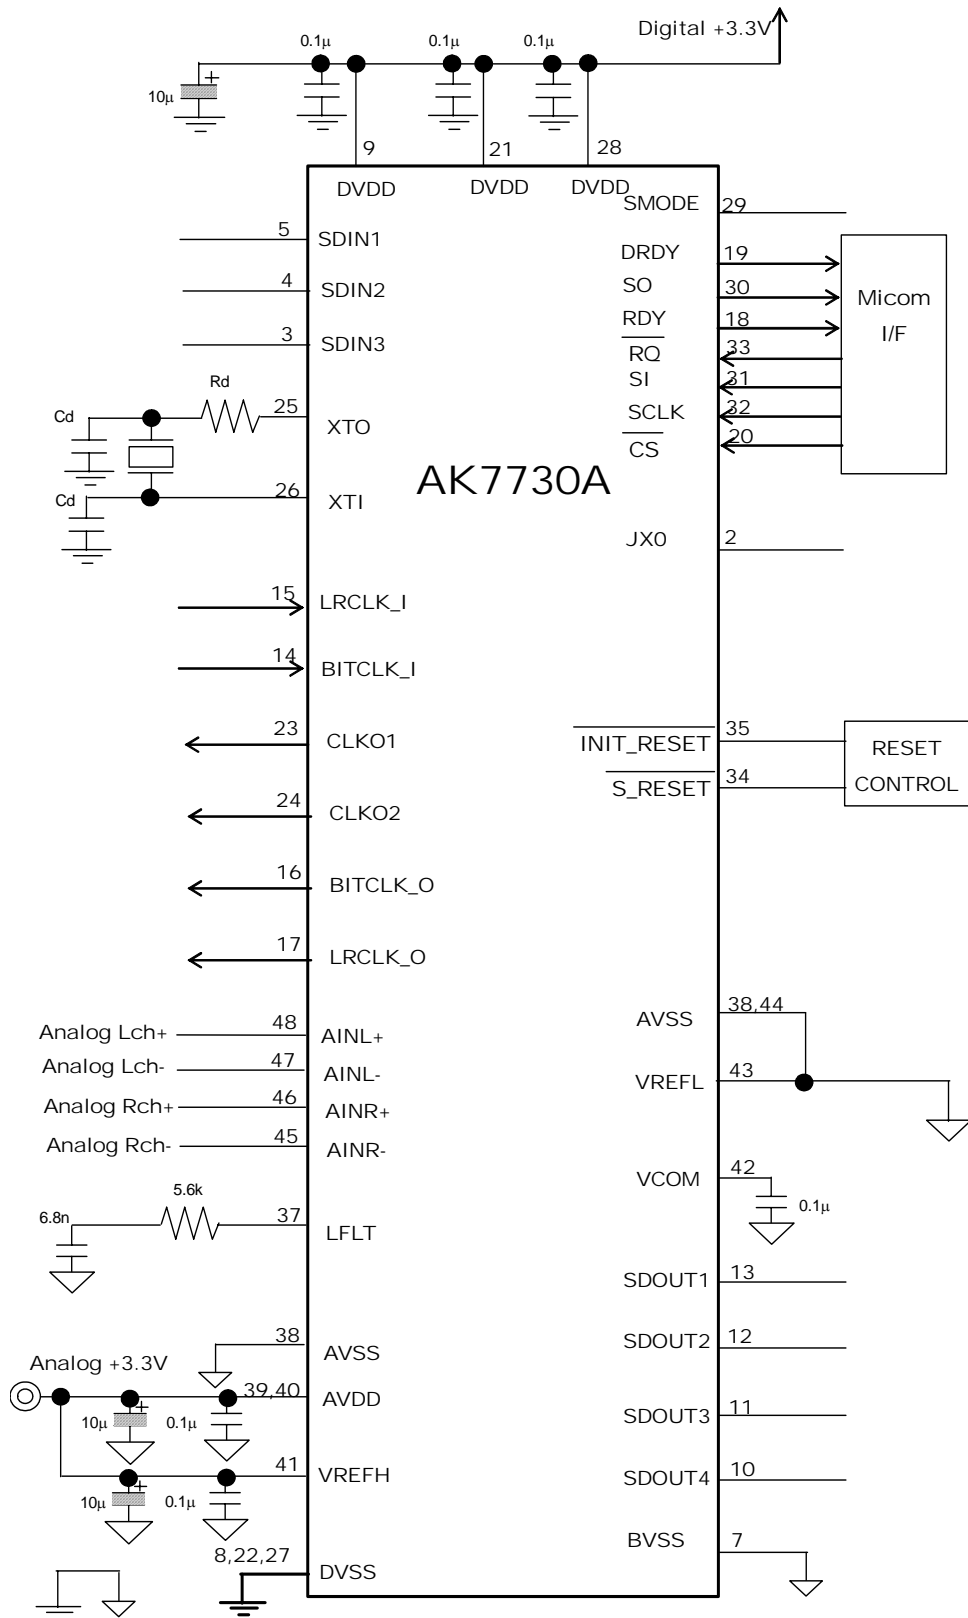 Digital +3.3V
0.1μ
0.1μ
0.1μ
10μ
+
9
21
28
DVDD
DVDD
DVDD
SMODE
29
5
SDIN1
4
SDIN2
3
SDIN3
DRDY
19
SO
30
RDY
18
RQ
33
SI
31
SCLK
32
CS
20
Micom
I/F
Rd
Cd
25
XTO
Cd
26
XTI
AK7730A
JX0
2
15
LRCLK_I
14
BITCLK_I
23
CLKO1
24
CLKO2
16
BITCLK_O
17
LRCLK_O
INIT_RESET
35
S_RESET
34
RESET
CONTROL
Analog Lch+
48
AINL+
Analog Lch-
47
AINL-
Analog Rch+
46
AINR+
Analog Rch-
45
AINR-
AVSS
38,44
VREFL
43
VCOM
42
0.1μ
6.8n
5.6k
37
LFLT
SDOUT1
13
SDOUT2
12
SDOUT3
11
SDOUT4
10
BVSS
7
38
AVSS
Analog +3.3V
39,40
AVDD
10μ
+
0.1μ
41
VREFH
10μ
+
0.1μ
8,22,27
DVSS